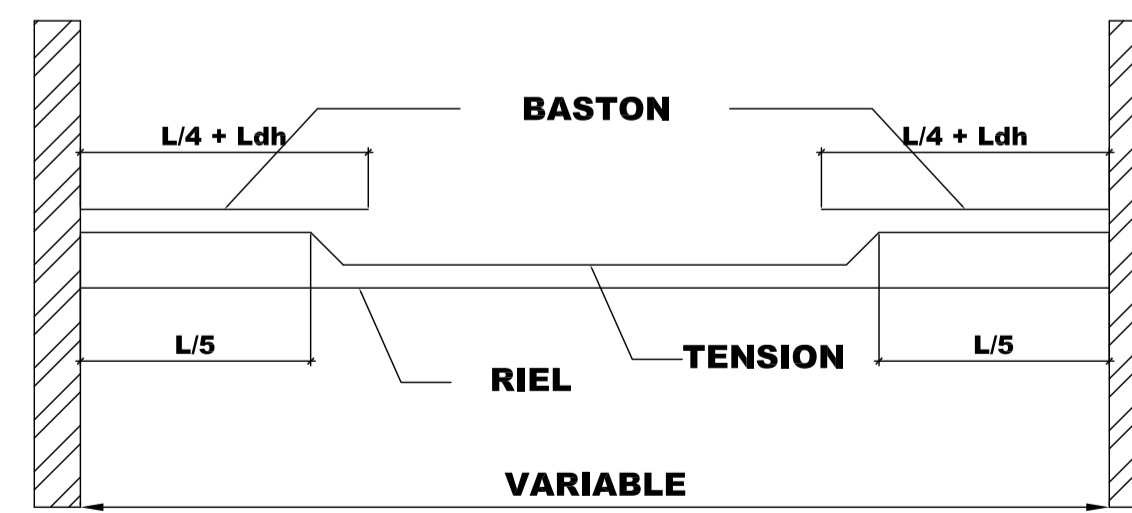 BASTON
L/4 + Ldh
L/4 + Ldh
L/5
TENSION
L/5
RIEL
VARIABLE